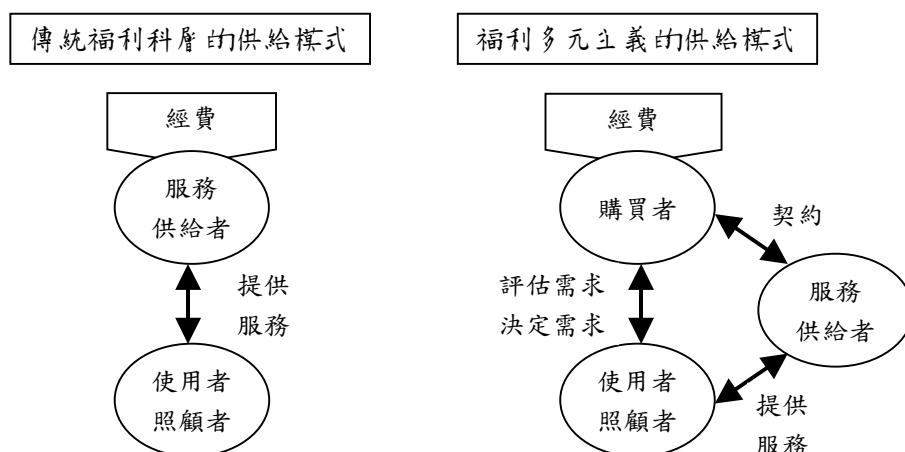 傳統福利科層的供給模式
經費
服務
供給者
提供
服務
使用者
照顧者
福利多元主義的供給模式
經費
購買者
契約
評估需求
決定需求
服務
供給者
使用者
照顧者
提供
服務